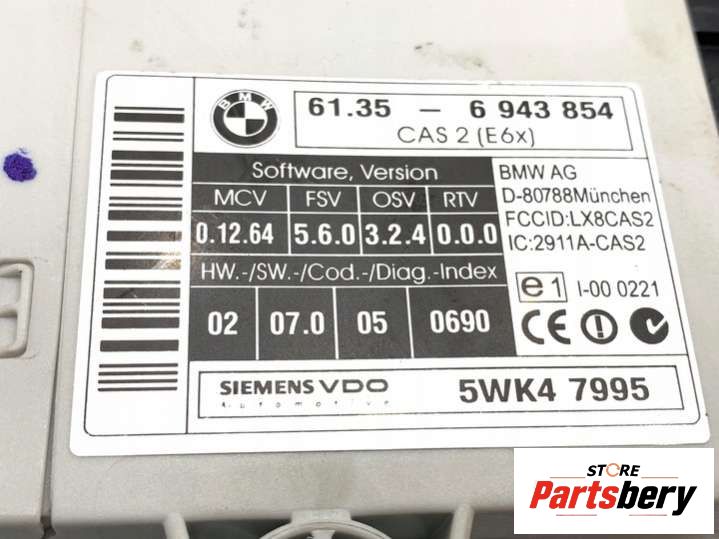 BMW
61.35 – 6 943 854
CAS 2 (E6x)
Software, Version
MCV FSV OSV RTV
0.12.64 5.6.0 3.2.4 0.0.0
HW.-/SW.-/Cod.-/Diag.-Index
02 07.0 05 0690
BMW AG
D-80788München
FCCID:LX8CAS2
IC:2911A-CAS2
e1 I-00 0221
CE
SIEMENS VDO
Automotive
5WK4 7995
STORE
Partsbery